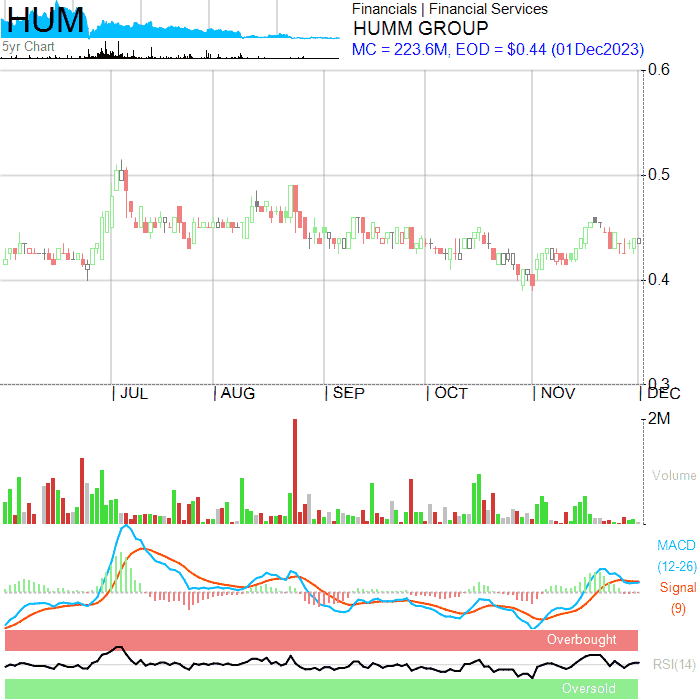 HUM
5yr Chart
Financials | Financial Services
HUMM GROUP
MC = 223.6M, EOD = $0.44 (01Dec2023)
0.6
0.5
0.4
0.3
JUL
AUG
SEP
OCT
NOV
DEC
2M
Volume
MACD
(12-26)
Signal
(9)
Overbought
RSI(14)
Oversold